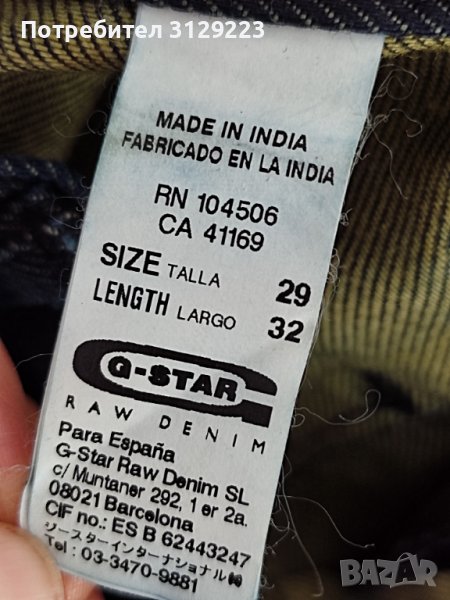 Потребител 3129223
MADE IN INDIA
FABRICADO EN LA INDIA
RN 104506
CA 41169
SIZE TALLA 29
LENGTH LARGO 32
G-STAR
RAW DENIM
Para España
G-Star Raw Denim SL
c/ Muntaner 292, 1 er 2a.
08021 Barcelona
CIF no.: ES B 62443247
ジースターインターナショナル㈱
Tel : 03-3470-9881
BAZAR